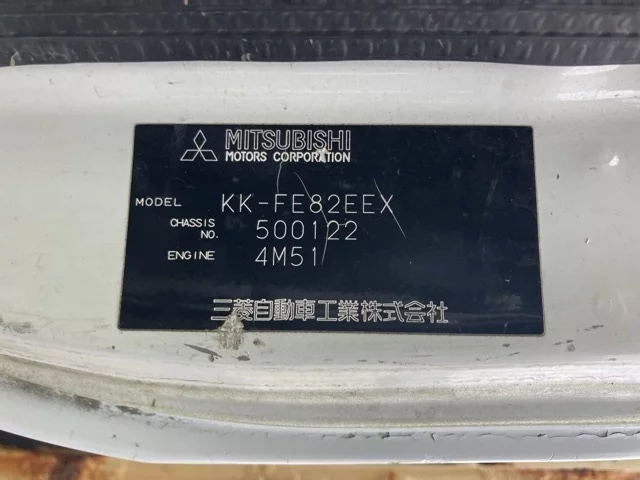 MITSUBISHI
MOTORS CORPORATION
MODEL KK-FE82EEX
CHASSIS NO. 500122
ENGINE 4M51
三菱自動車工業株式会社